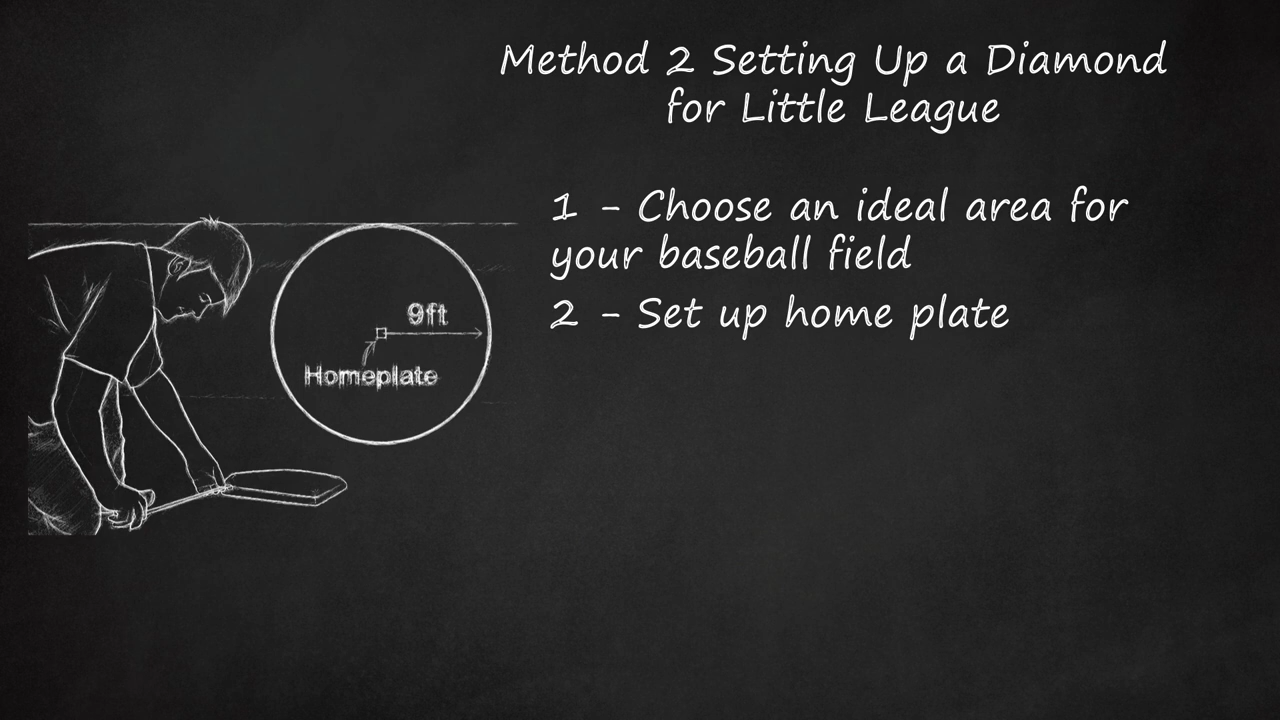 Method 2 Setting Up a Diamond
for Little League
1 - Choose an ideal area for
your baseball field
2 - Set up home plate
9ft
Homeplate